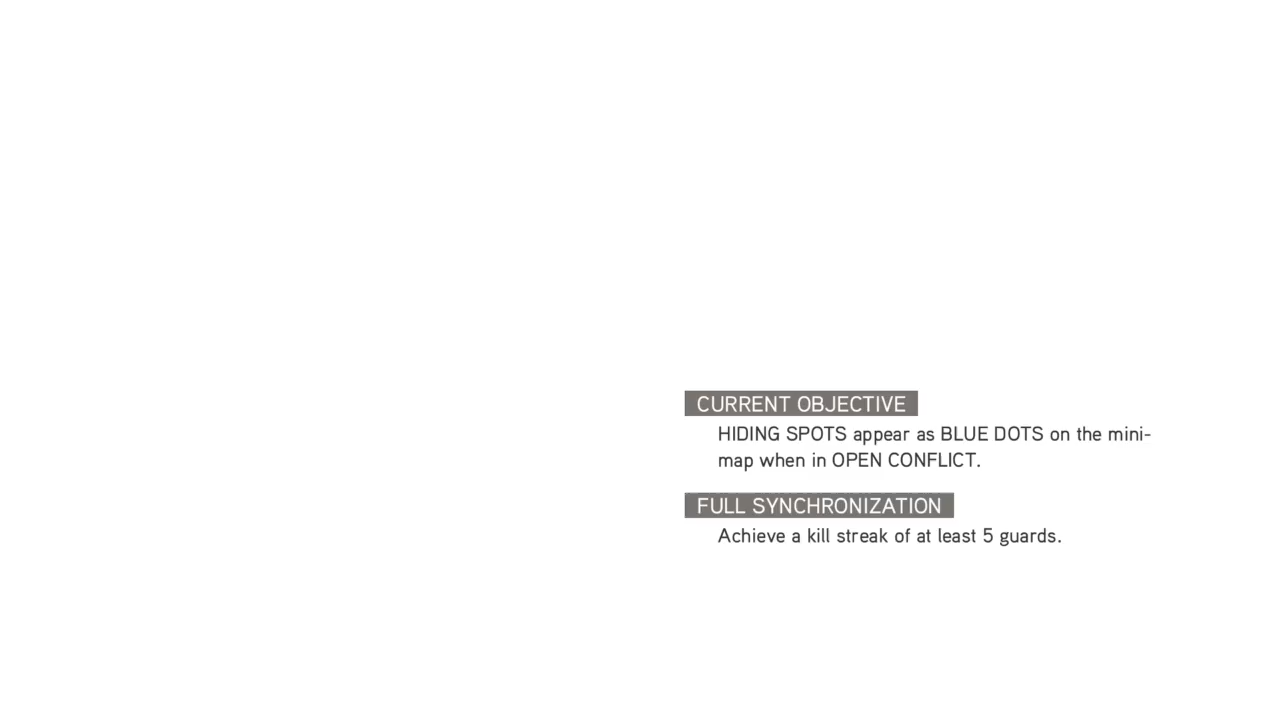 CURRENT OBJECTIVE
HIDING SPOTS appear as BLUE DOTS on the mini-
map when in OPEN CONFLICT.
FULL SYNCHRONIZATION
Achieve a kill streak of at least 5 guards.